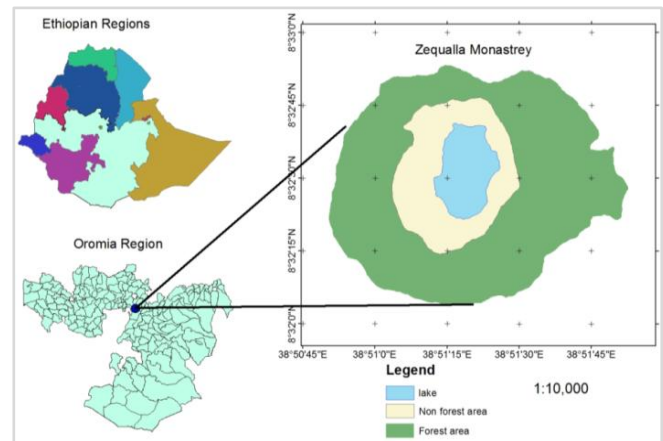 Ethiopian Regions
Zequalla Monastrey
8°33'0"N
8°32'45"N
8°32'30"N
8°32'15"N
8°32'0"N
Oromia Region
38°50'45"E 38°51'0"E 38°51'15"E 38°51'30"E 38°51'45"E
Legend
lake
Non forest area
Forest area
1:10,000